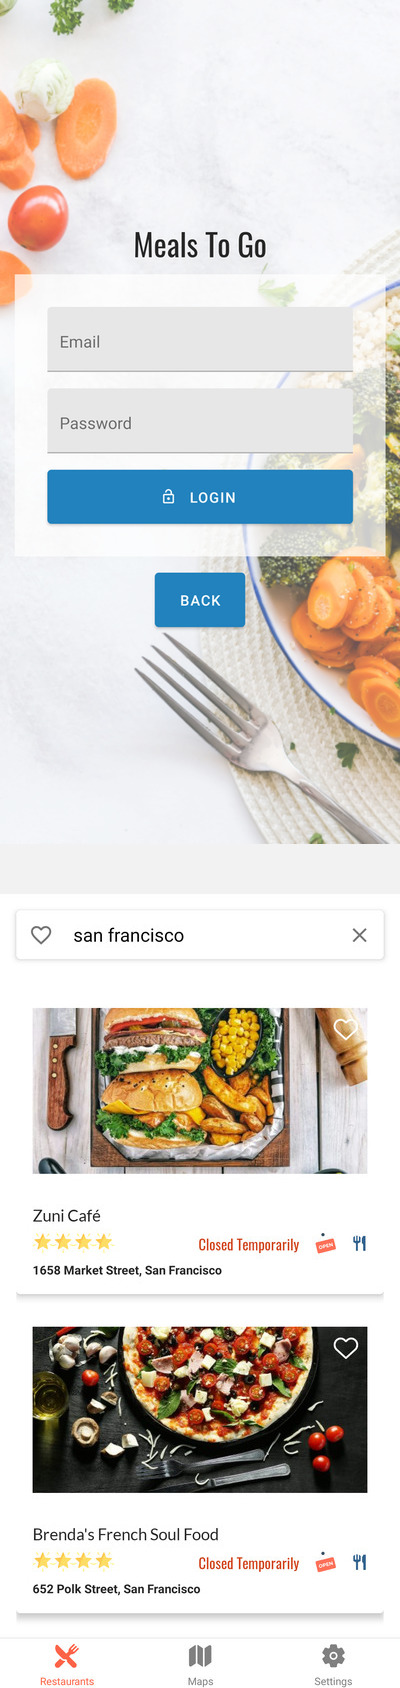 Meals To Go
Email
Password
LOGIN
BACK
san francisco
Zuni Café
Closed Temporarily
OPEN
1658 Market Street, San Francisco
Brenda's French Soul Food
Closed Temporarily
OPEN
652 Polk Street, San Francisco
Restaurants Maps Settings